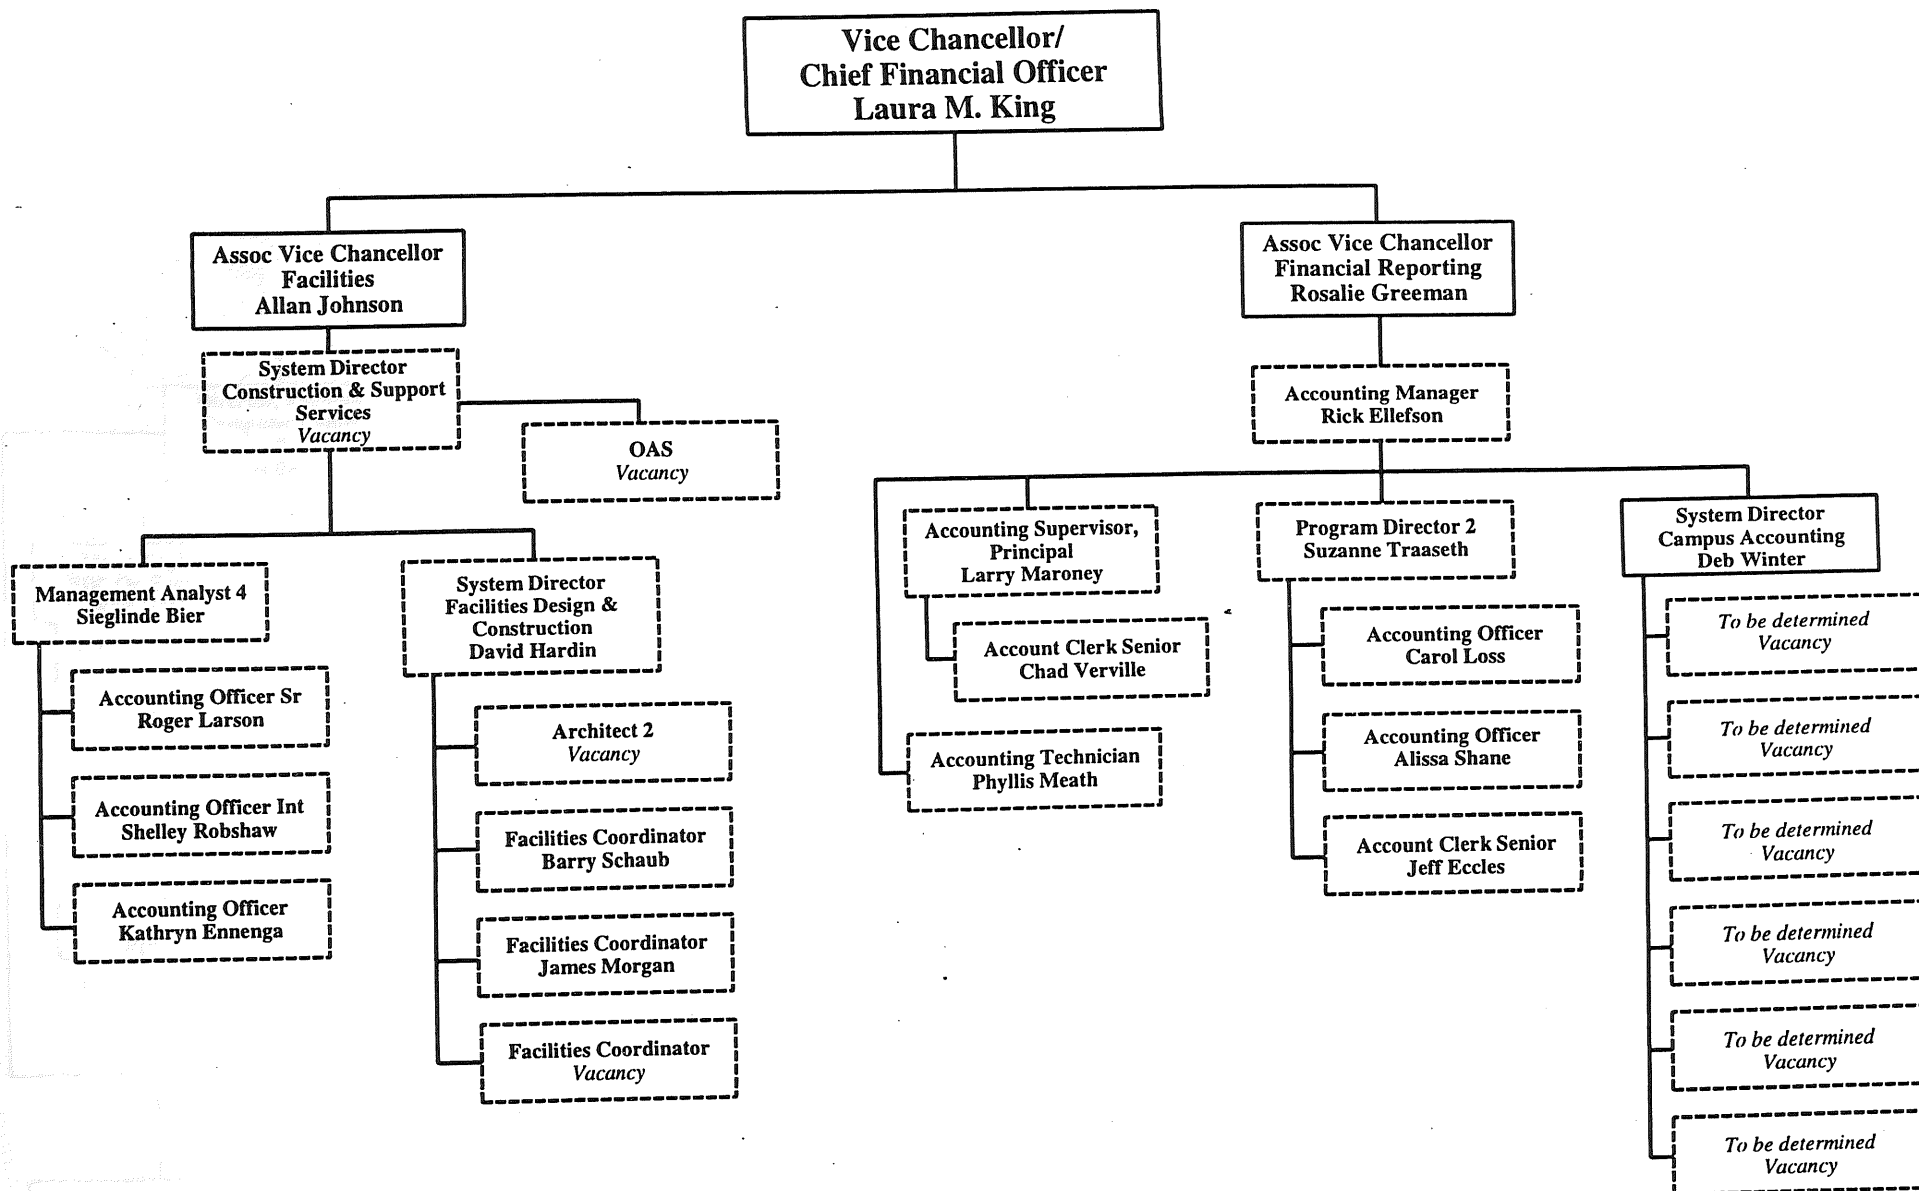 Vice Chancellor/
Chief Financial Officer
Laura M. King
Assoc Vice Chancellor
Facilities
Allan Johnson
System Director
Construction & Support
Services
Vacancy
OAS
Vacancy
Management Analyst 4
Sieglinde Bier
Accounting Officer Sr
Roger Larson
Accounting Officer Int
Shelley Robshaw
Accounting Officer
Kathryn Ennenga
System Director
Facilities Design &
Construction
David Hardin
Architect 2
Vacancy
Facilities Coordinator
Barry Schaub
Facilities Coordinator
James Morgan
Facilities Coordinator
Vacancy
Assoc Vice Chancellor
Financial Reporting
Rosalie Greeman
Accounting Manager
Rick Ellefson
Accounting Supervisor,
Principal
Larry Maroney
Account Clerk Senior
Chad Verville
Accounting Technician
Phyllis Meath
Program Director 2
Suzanne Traaseth
Accounting Officer
Carol Loss
Accounting Officer
Alissa Shane
Account Clerk Senior
Jeff Eccles
System Director
Campus Accounting
Deb Winter
To be determined
Vacancy
To be determined
Vacancy
To be determined
Vacancy
To be determined
Vacancy
To be determined
Vacancy
To be determined
Vacancy